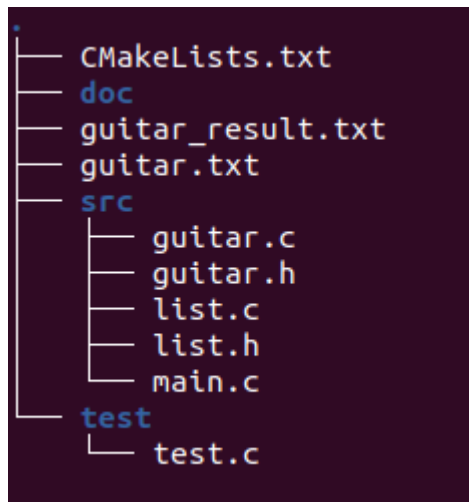 .
├── CMakeLists.txt
├── doc
├── guitar_result.txt
├── guitar.txt
├── src
│   ├── guitar.c
│   ├── guitar.h
│   ├── list.c
│   ├── list.h
│   └── main.c
└── test
    └── test.c